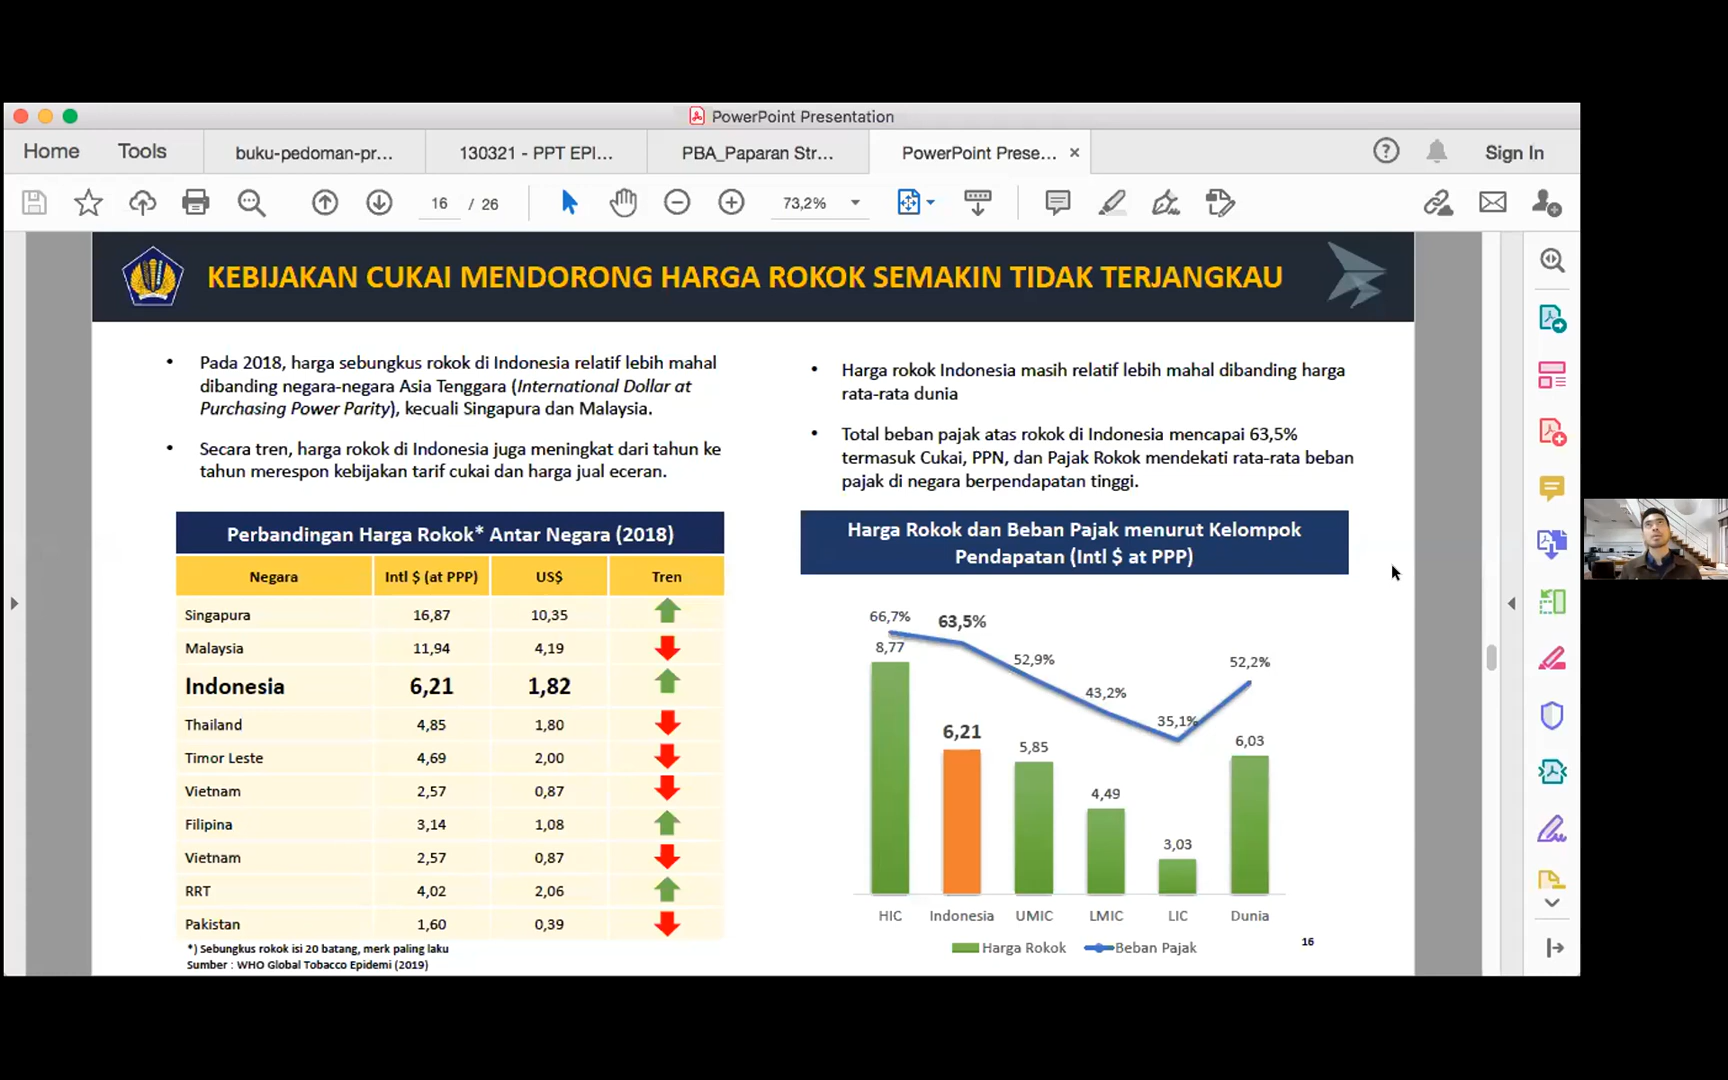 PowerPoint Presentation
Home
Tools
buku-pedoman-pr...
130321 - PPT EPI...
PBA_Paparan Str...
PowerPoint Prese...
Sign In
16 / 26
73,2%
KEBIJAKAN CUKAI MENDORONG HARGA ROKOK SEMAKIN TIDAK TERJANGKAU
• Pada 2018, harga sebungkus rokok di Indonesia relatif lebih mahal
dibanding negara-negara Asia Tenggara (International Dollar at
Purchasing Power Parity), kecuali Singapura dan Malaysia.
• Secara tren, harga rokok di Indonesia juga meningkat dari tahun ke
tahun merespon kebijakan tarif cukai dan harga jual eceran.
Perbandingan Harga Rokok* Antar Negara (2018)
Negara Intl $ (at PPP) US$ Tren
Singapura 16,87 10,35
Malaysia 11,94 4,19
Indonesia 6,21 1,82
Thailand 4,85 1,80
Timor Leste 4,69 2,00
Vietnam 2,57 0,87
Filipina 3,14 1,08
Vietnam 2,57 0,87
RRT 4,02 2,06
Pakistan 1,60 0,39
*) Sebungkus rokok isi 20 batang, merk paling laku
Sumber : WHO Global Tobacco Epidemi (2019)
• Harga rokok Indonesia masih relatif lebih mahal dibanding harga
rata-rata dunia
• Total beban pajak atas rokok di Indonesia mencapai 63,5%
termasuk Cukai, PPN, dan Pajak Rokok mendekati rata-rata beban
pajak di negara berpendapatan tinggi.
Harga Rokok dan Beban Pajak menurut Kelompok
Pendapatan (Intl $ at PPP)
66,7% 63,5% 52,9% 43,2% 35,1% 52,2%
8,77 6,21 5,85 4,49 3,03 6,03
HIC Indonesia UMIC LMIC LIC Dunia
Harga Rokok Beban Pajak
16